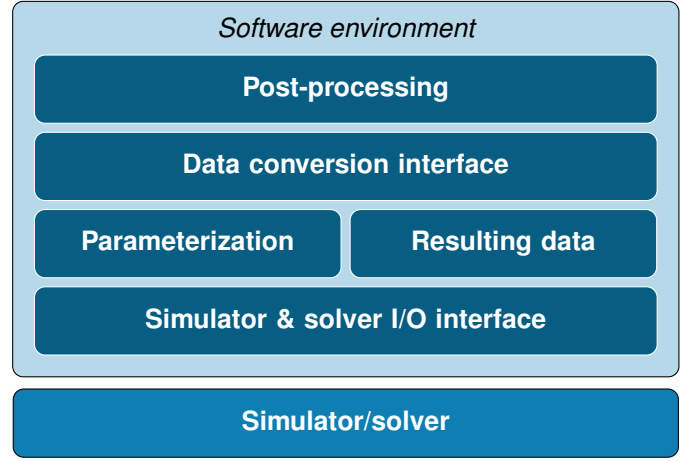 Software environment
Post-processing
Data conversion interface
Parameterization
Resulting data
Simulator & solver I/O interface
Simulator/solver